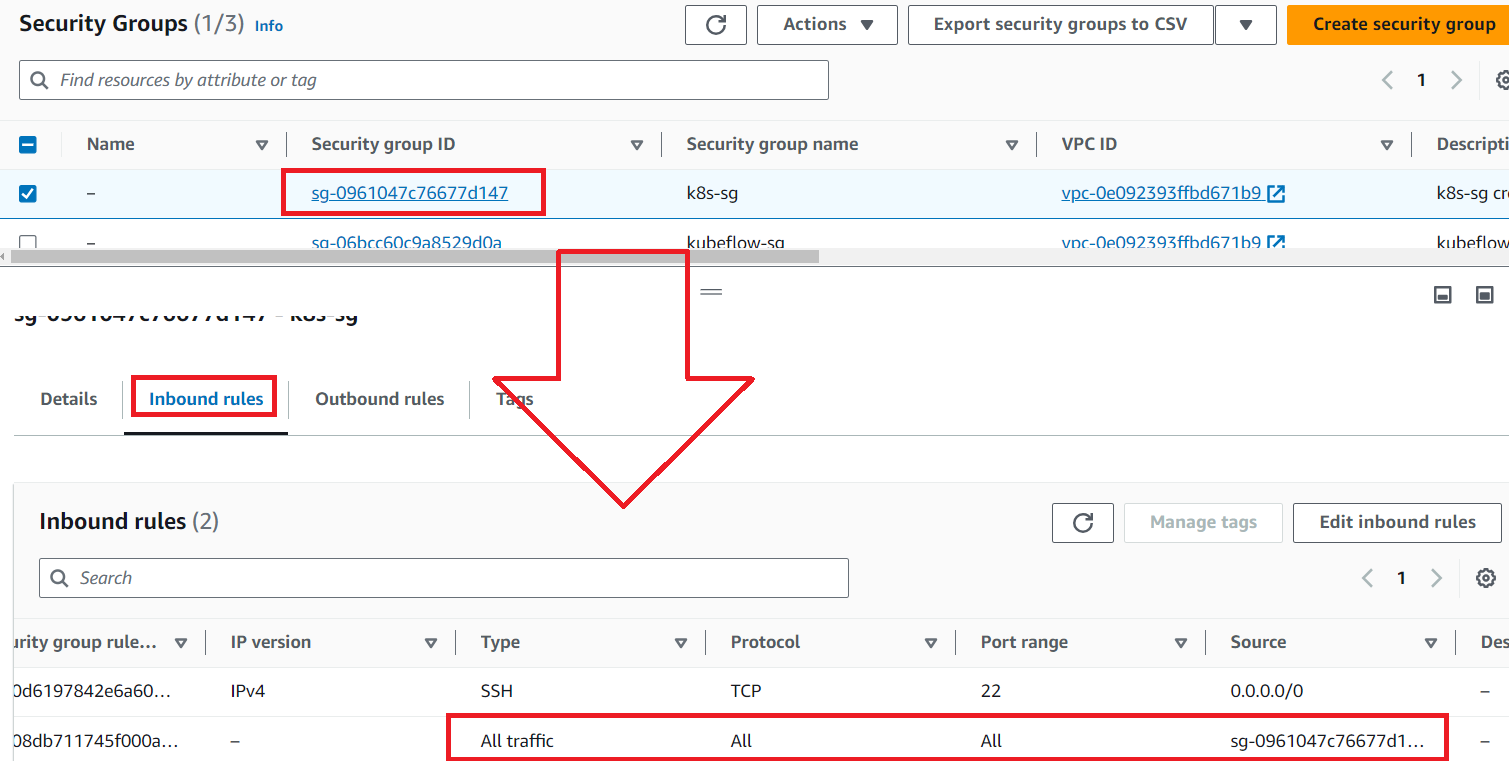 Security Groups (1/3) Info Actions Export security groups to CSV Create security group
Find resources by attribute or tag 1
Name Security group ID Security group name VPC ID Descripti
– sg-0961047c76677d147 k8s-sg vpc-0e092393ffbd671b9 k8s-sg cr
– sg-06bcc60c9a8529d0a kubeflow-sg vpc-0e092393ffbd671b9 kubeflow
sg-0961047c76677d147 - k8s-sg
Details Inbound rules Outbound rules Tags
Inbound rules (2) Manage tags Edit inbound rules
Search 1
urity group rule... IP version Type Protocol Port range Source Des
0d6197842e6a60... IPv4 SSH TCP 22 0.0.0.0/0 –
08db711745f000a... – All traffic All All sg-0961047c76677d1... –